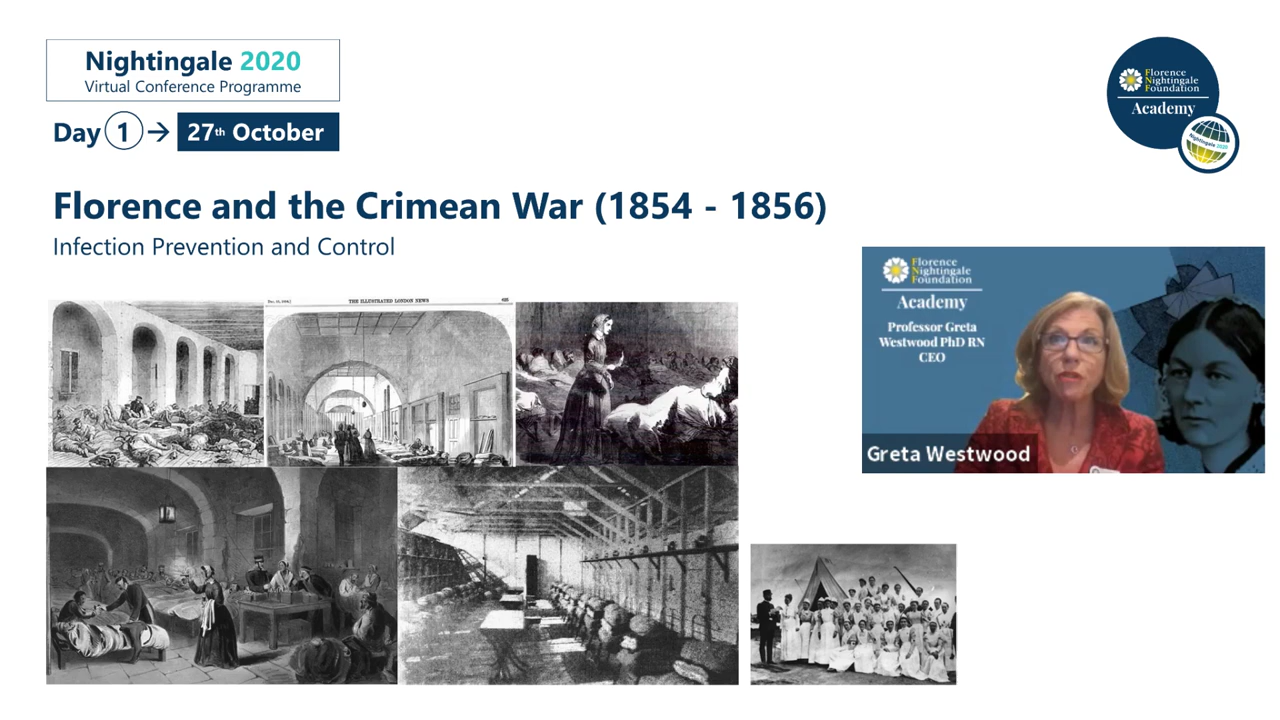 Nightingale 2020
Virtual Conference Programme
Day 1 → 27th October
Florence
Nightingale
Foundation
Academy
Nightingale 2020
Florence and the Crimean War (1854 - 1856)
Infection Prevention and Control
THE ILLUSTRATED LONDON NEWS
Florence
Nightingale
Foundation
Academy
Professor Greta
Westwood PhD RN
CEO
Greta Westwood